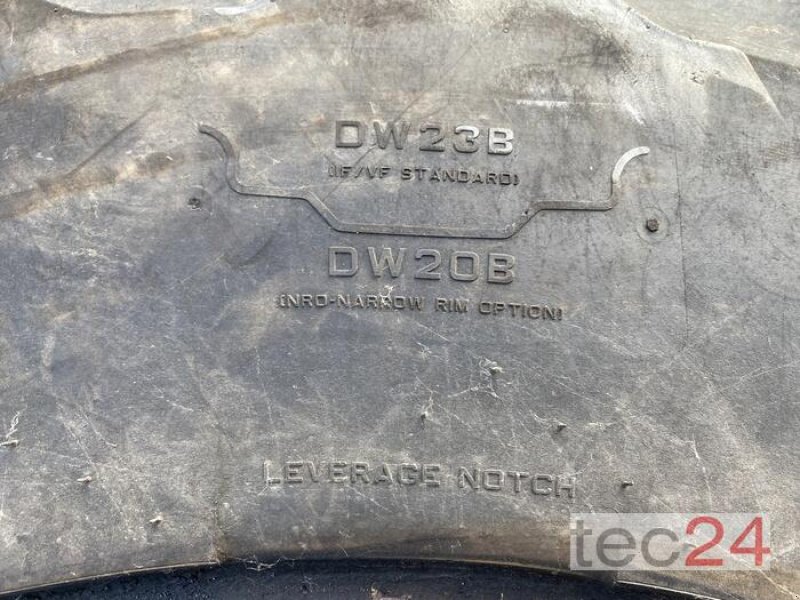 DW23B
(IF/VF STANDARD)
DW20B
(NRO-NARROW RIM OPTION)
LEVERAGE NOTCH
tec24